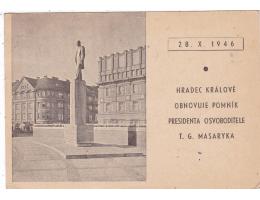 28. X. 1946
HRADEC KRÁLOVÉ
OBNOVUJE POMNÍK
PRESIDENTA OSVOBODITELE
T. G. MASARYKA